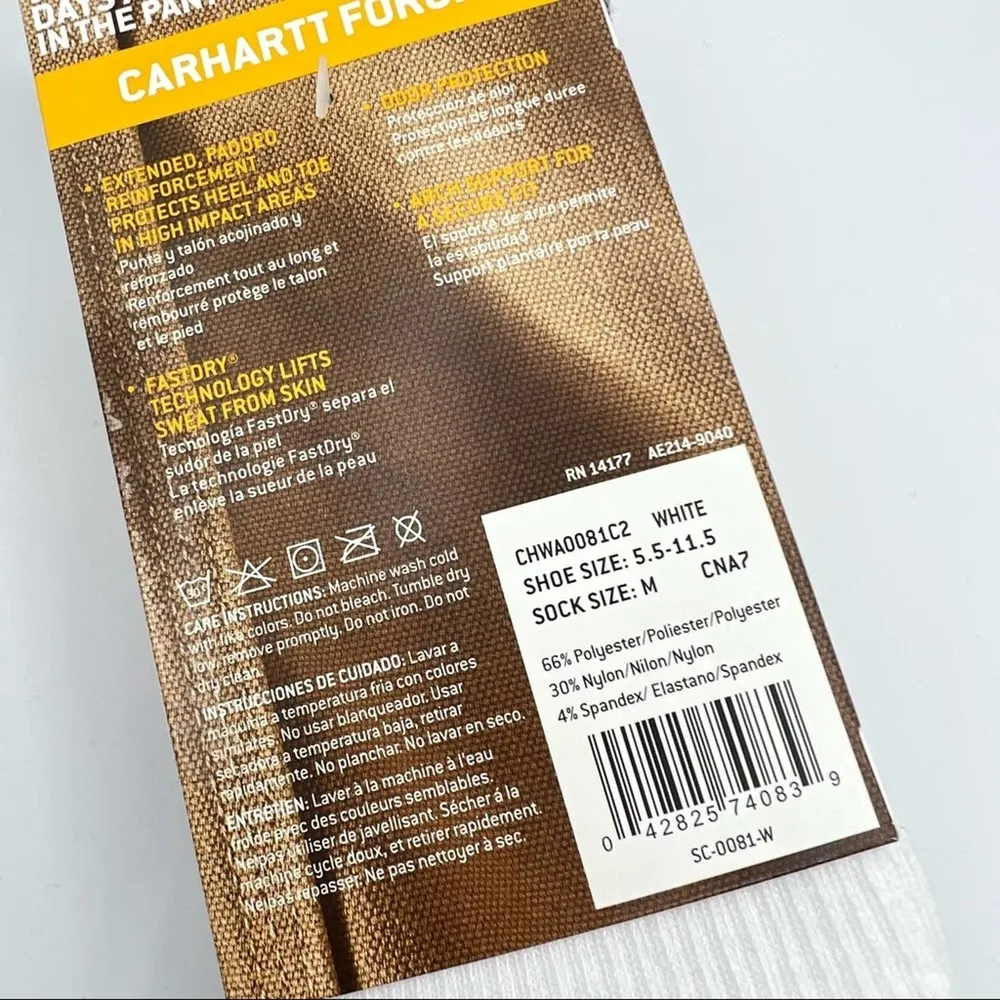 DAYS
IN THE PANT
CARHARTT FORC
• EXTENDED, PADDED
REINFORCEMENT
PROTECTS HEEL AND TOE
IN HIGH IMPACT AREAS
Punta y talón acojinado y
reforzado
Renforcement tout au long et
rembourré protège le talon
et le pied
• FASTDRY®
TECHNOLOGY LIFTS
SWEAT FROM SKIN
Tecnología FastDry® separa el
sudor de la piel
La technologie FastDry®
enlève la sueur de la peau
• ODOR PROTECTION
Protección de olor
Protection de longue durée
contre les odeurs
• ARCH SUPPORT FOR
A SECURE FIT
El soporte de arco permite
la estabilidad
Support plantaire por la peau
CARE INSTRUCTIONS: Machine wash cold
with like colors. Do not bleach. Tumble dry
low, remove promptly. Do not iron. Do not
dry clean.
INSTRUCCIONES DE CUIDADO: Lavar a
máquina a temperatura fria con colores
similares. No usar blanqueador. Usar
secadora a temperatura baja, retirar
rapidamente. No planchar. No lavar en seco.
ENTRETIEN: Laver à la machine à l'eau
froide avec des couleurs semblables.
Ne pas utiliser de javellisant. Sécher á la
machine cycle doux, et retirer rapidement
Ne pas repasser. Ne pas nettoyer à sec.
RN 14177 AE214-9040
CHWA0081C2 WHITE
SHOE SIZE: 5.5-11.5
SOCK SIZE: M CNA7
66% Polyester/Poliester/Polyester
30% Nylon/Nilon/Nylon
4% Spandex/ Elastano/Spandex
0 42825 74083 9
SC-0081-W